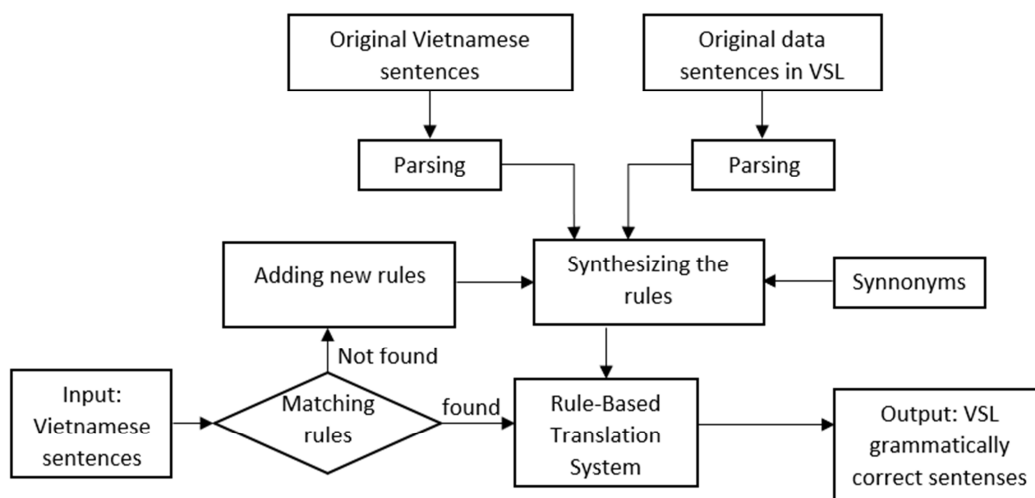 Original Vietnamese
sentences
Original data
sentences in VSL
Parsing
Parsing
Adding new rules
Synthesizing the
rules
Synnonyms
Not found
Input:
Vietnamese
sentences
Matching
rules
found
Rule-Based
Translation
System
Output: VSL
grammatically
correct sentenses